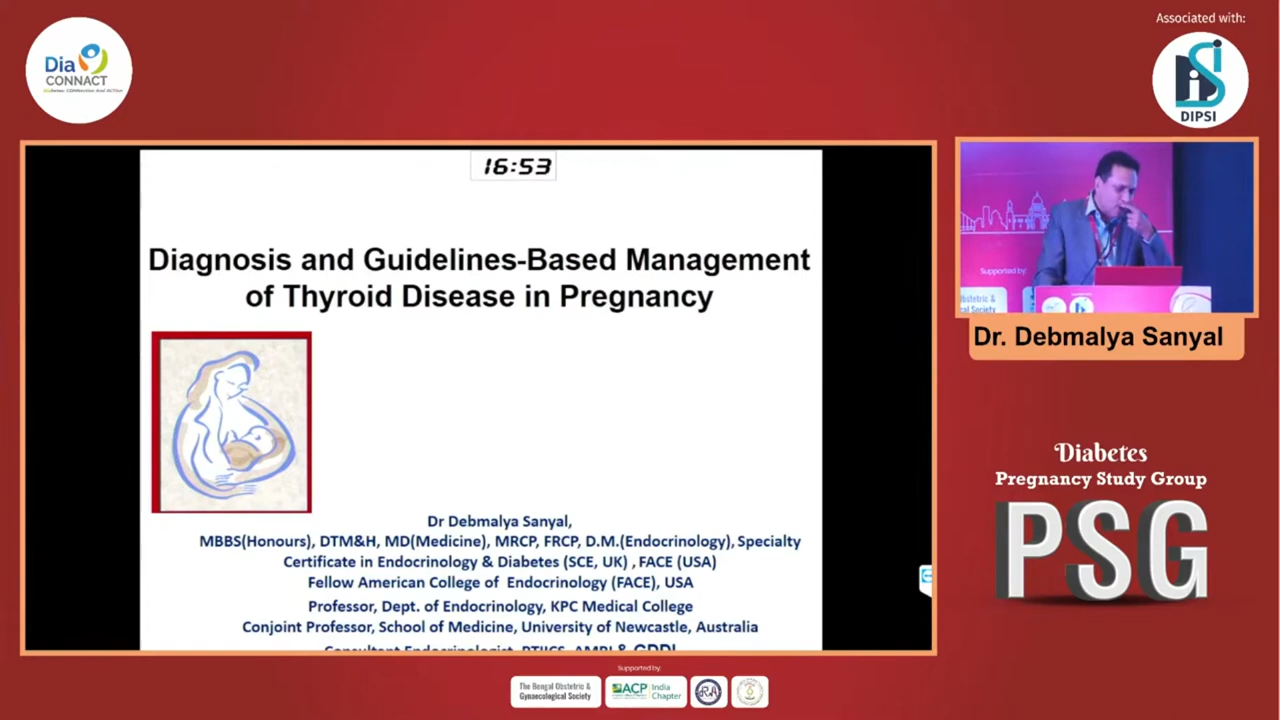 Associated with:
Dia
CONNACT
DIPSI
16:53
Diagnosis and Guidelines-Based Management
of Thyroid Disease in Pregnancy
Dr Debmalya Sanyal,
MBBS(Honours), DTM&H, MD(Medicine), MRCP, FRCP, D.M.(Endocrinology), Specialty
Certificate in Endocrinology & Diabetes (SCE, UK) , FACE (USA)
Fellow American College of Endocrinology (FACE), USA
Professor, Dept. of Endocrinology, KPC Medical College
Conjoint Professor, School of Medicine, University of Newcastle, Australia
Supported by:
Dr. Debmalya Sanyal
Diabetes
Pregnancy Study Group
PSG
Supported by:
The Bengal Obstetric &
Gynaecological Society
ACP India
Chapter